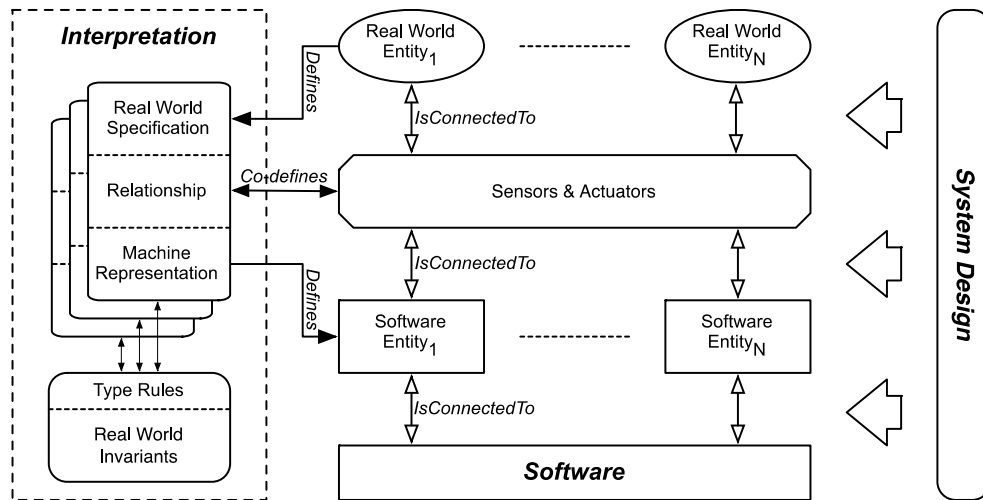 Interpretation
Real World
Specification
Relationship
Machine
Representation
Type Rules
Real World
Invariants
Defines
Co-defines
Defines
Real World
Entity1
Real World
EntityN
IsConnectedTo
Sensors & Actuators
IsConnectedTo
Software
Entity1
Software
EntityN
IsConnectedTo
Software
System Design